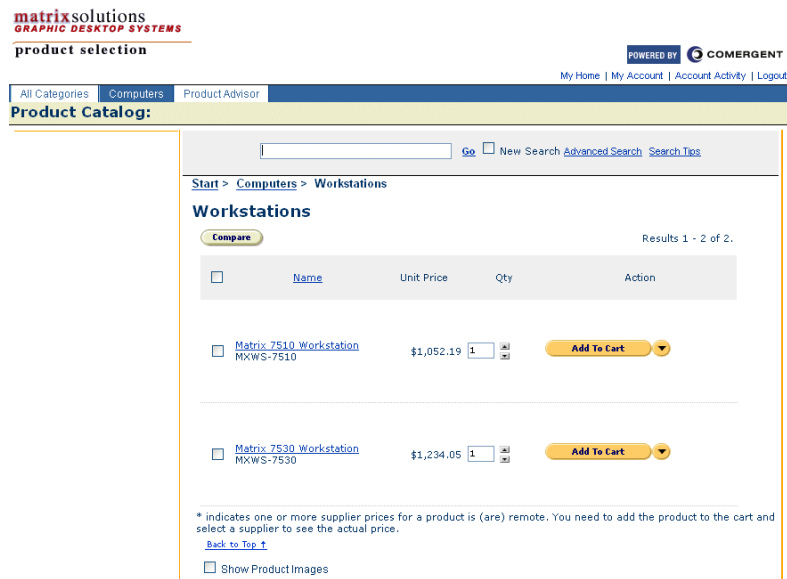 matrixsolutions
GRAPHIC DESKTOP SYSTEMS
product selection
POWERED BY COMERGENT
My Home | My Account | Account Activity | Logout
All Categories Computers Product Advisor
Product Catalog:
Go New Search Advanced Search Search Tips
Start > Computers > Workstations
Workstations
Compare
Results 1 - 2 of 2.
Name Unit Price Qty Action
Matrix 7510 Workstation
MXWS-7510
$1,052.19 1 Add To Cart
Matrix 7530 Workstation
MXWS-7530
$1,234.05 1 Add To Cart
* indicates one or more supplier prices for a product is (are) remote. You need to add the product to the cart and
select a supplier to see the actual price.
Back to Top ↑
Show Product Images